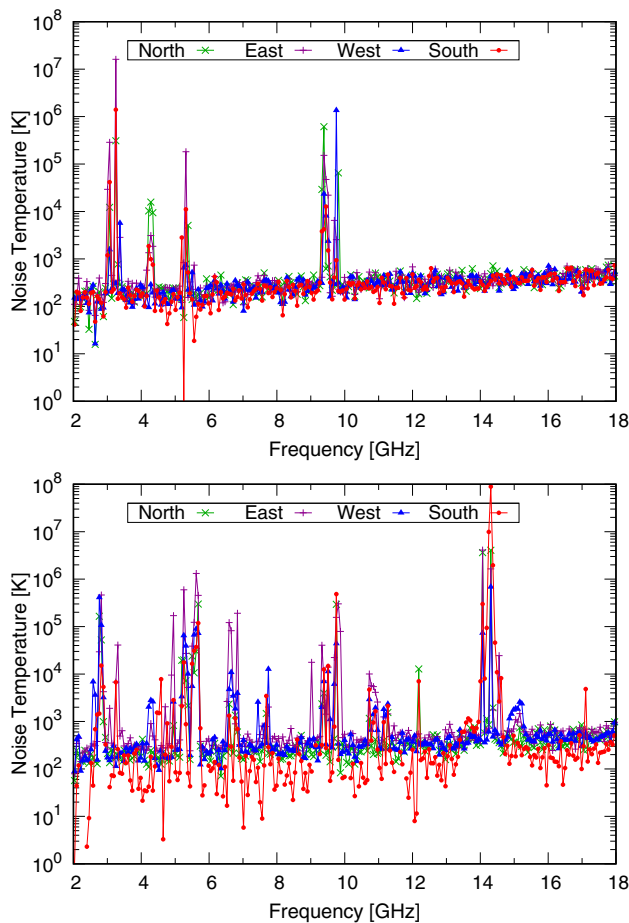 10^8
10^7
10^6
10^5
10^4
10^3
10^2
10^1
10^0
Noise Temperature [K]
North East West South
2 4 6 8 10 12 14 16 18
Frequency [GHz]
10^8
10^7
10^6
10^5
10^4
10^3
10^2
10^1
10^0
Noise Temperature [K]
North East West South
2 4 6 8 10 12 14 16 18
Frequency [GHz]